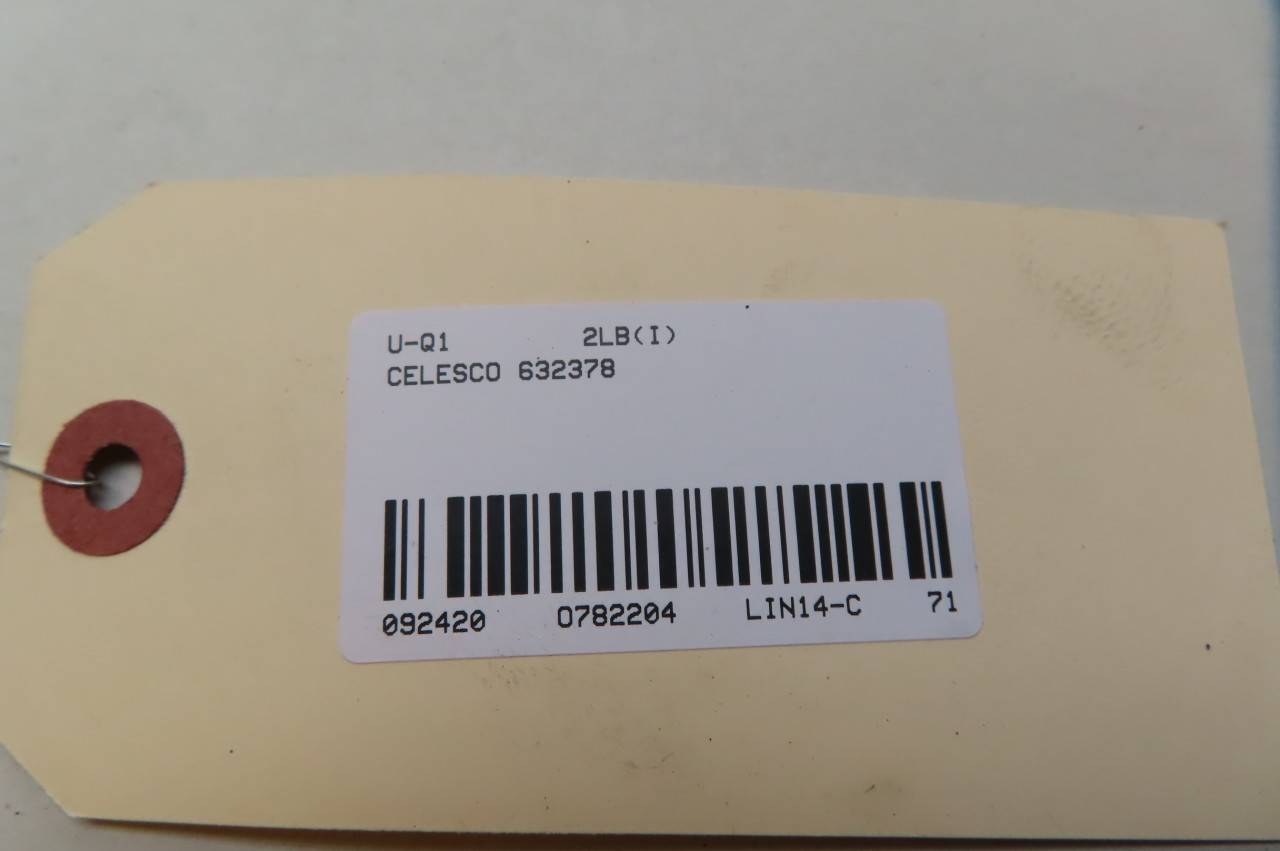 U-Q1 2LB(I)
CELESCO 632378
092420 0782204 LIN14-C 71